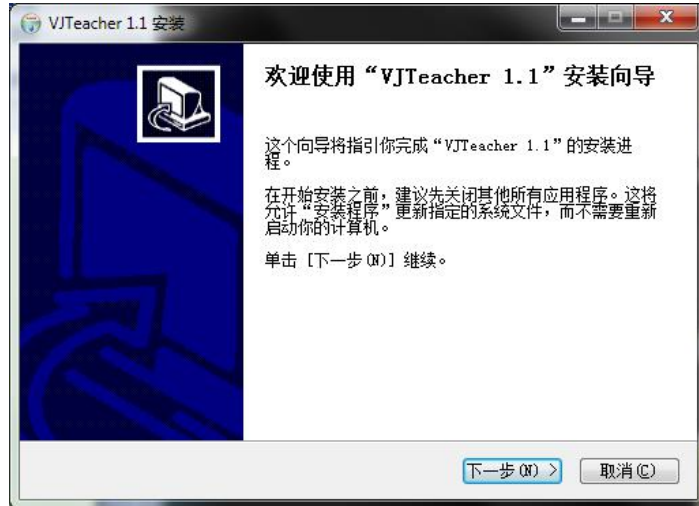 VJTeacher 1.1 安装
欢迎使用“VJTeacher 1.1”安装向导
这个向导将指引你完成“VJTeacher 1.1”的安装进
程。
在开始安装之前，建议先关闭其他所有应用程序。这将
允许“安装程序”更新指定的系统文件，而不需要重新
启动你的计算机。
单击 [下一步(N)] 继续。
下一步(N) >
取消(C)